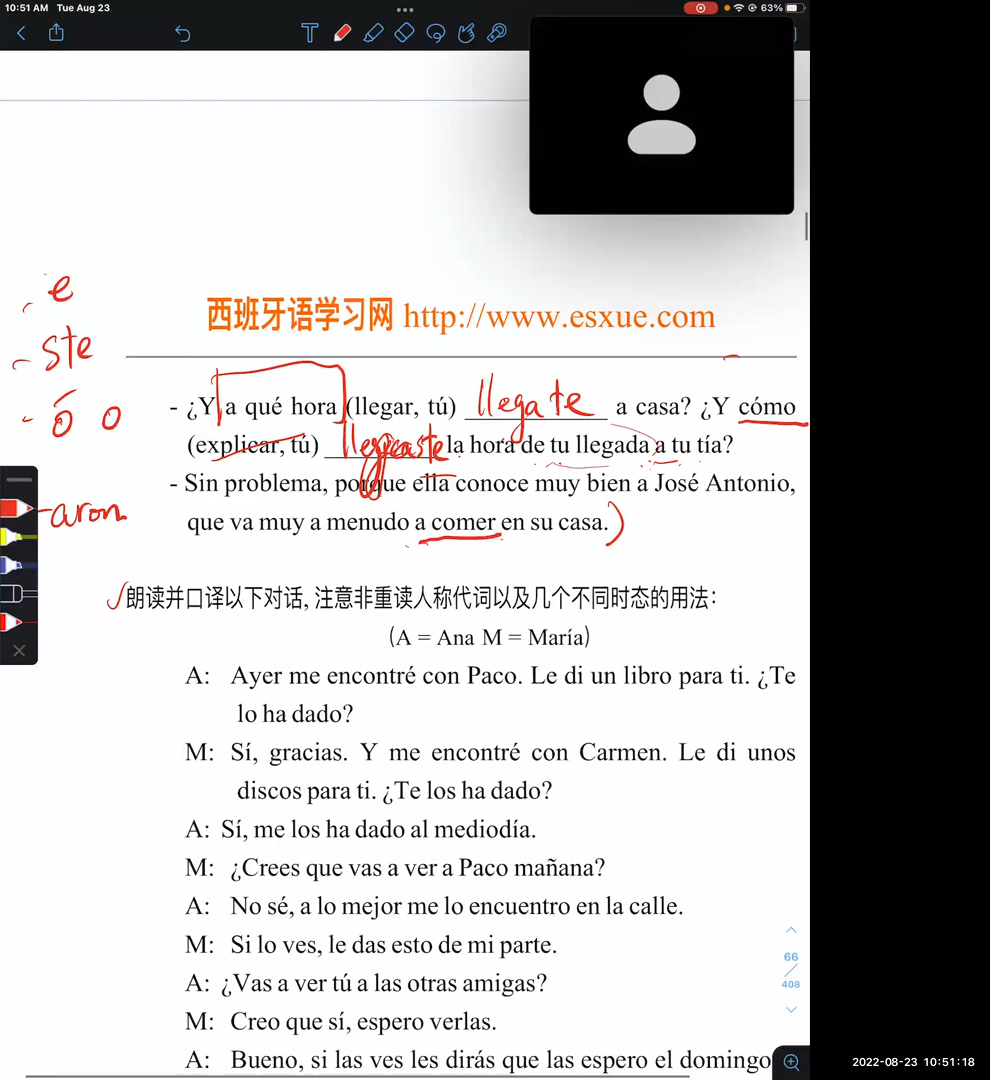 10:51 AM Tue Aug 23
63%
T
e
ste
ó o
aron
西班牙语学习网 http://www.esxue.com
- ¿Y a qué hora (llegar, tú) llegaste a casa? ¿Y cómo
(explicar, tú) la hora de tu llegada a tu tía?
- Sin problema, porque ella conoce muy bien a José Antonio,
que va muy a menudo a comer en su casa.)
朗读并口译以下对话, 注意非重读人称代词以及几个不同时态的用法:
(A = Ana M = María)
A: Ayer me encontré con Paco. Le di un libro para ti. ¿Te
lo ha dado?
M: Sí, gracias. Y me encontré con Carmen. Le di unos
discos para ti. ¿Te los ha dado?
A: Sí, me los ha dado al mediodía.
M: ¿Crees que vas a ver a Paco mañana?
A: No sé, a lo mejor me lo encuentro en la calle.
M: Si lo ves, le das esto de mi parte.
A: ¿Vas a ver tú a las otras amigas?
M: Creo que sí, espero verlas.
A: Bueno, si las ves les dirás que las espero el domingo
66
408
2022-08-23 10:51:18